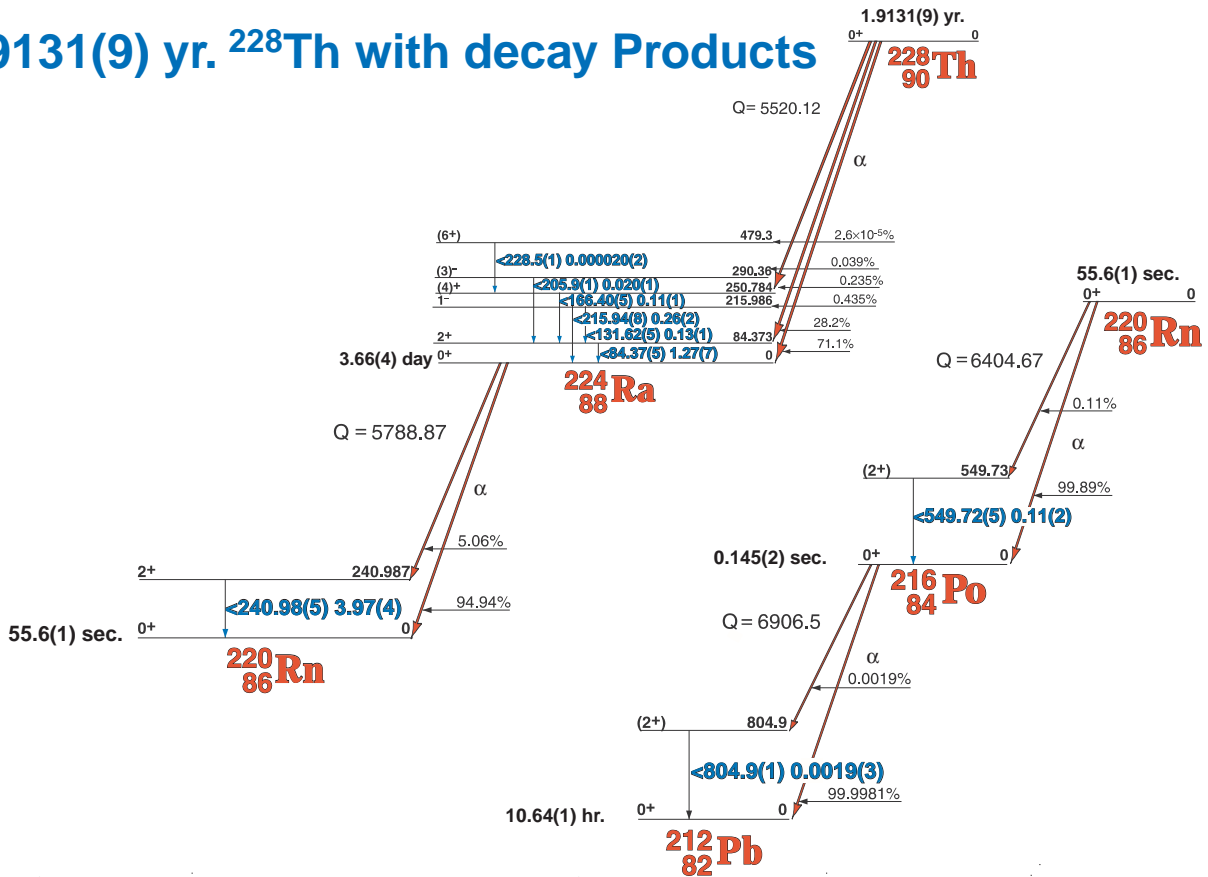 9131(9) yr. 228Th with decay Products
1.9131(9) yr.
0+ 0
228
90 Th
Q= 5520.12
α
(6+) 479.3 2.6×10-5%
<228.5(1) 0.000020(2)
(3)- 290.36 0.039%
<205.9(1) 0.020(1)
(4)+ 250.784 0.235%
<166.40(5) 0.11(1)
1- 215.986 0.435%
<215.94(8) 0.26(2)
<131.62(5) 0.13(1)
2+ 84.373 28.2%
<84.37(5) 1.27(7)
3.66(4) day 0+ 0 71.1%
224
88 Ra
Q = 5788.87
α
5.06%
2+ 240.987
<240.98(5) 3.97(4)
94.94%
55.6(1) sec. 0+ 0
220
86 Rn
55.6(1) sec.
0+ 0
220
86 Rn
Q = 6404.67
0.11%
α
(2+) 549.73
99.89%
<549.72(5) 0.11(2)
0.145(2) sec. 0+ 0
216
84 Po
Q = 6906.5
α
0.0019%
(2+) 804.9
<804.9(1) 0.0019(3)
99.9981%
10.64(1) hr. 0+ 0
212
82 Pb